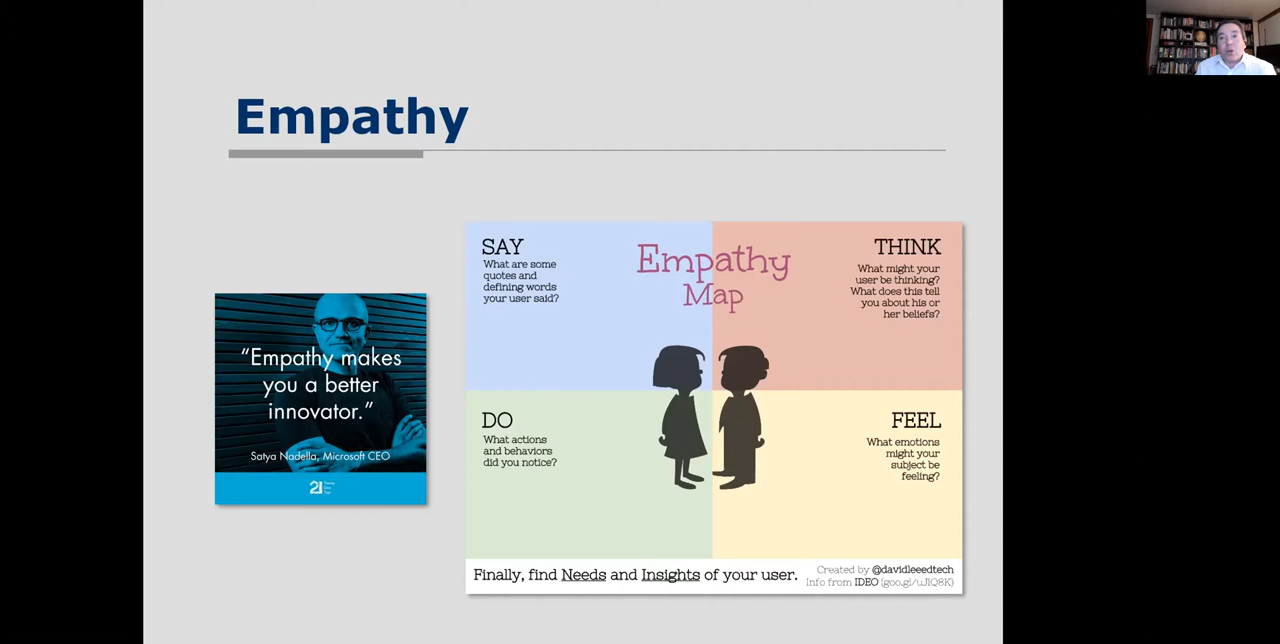 Empathy
“Empathy makes
you a better
innovator.”
Satya Nadella, Microsoft CEO
21
Empathy
Map
SAY
What are some
quotes and
defining words
your user said?
THINK
What might your
user be thinking?
What does this tell
you about his or
her beliefs?
DO
What actions
and behaviors
did you notice?
FEEL
What emotions
might your
subject be
feeling?
Finally, find Needs and Insights of your user.
Created by @davidleeedtech
Info from IDEO (goo.gl/uJ1Q8K)